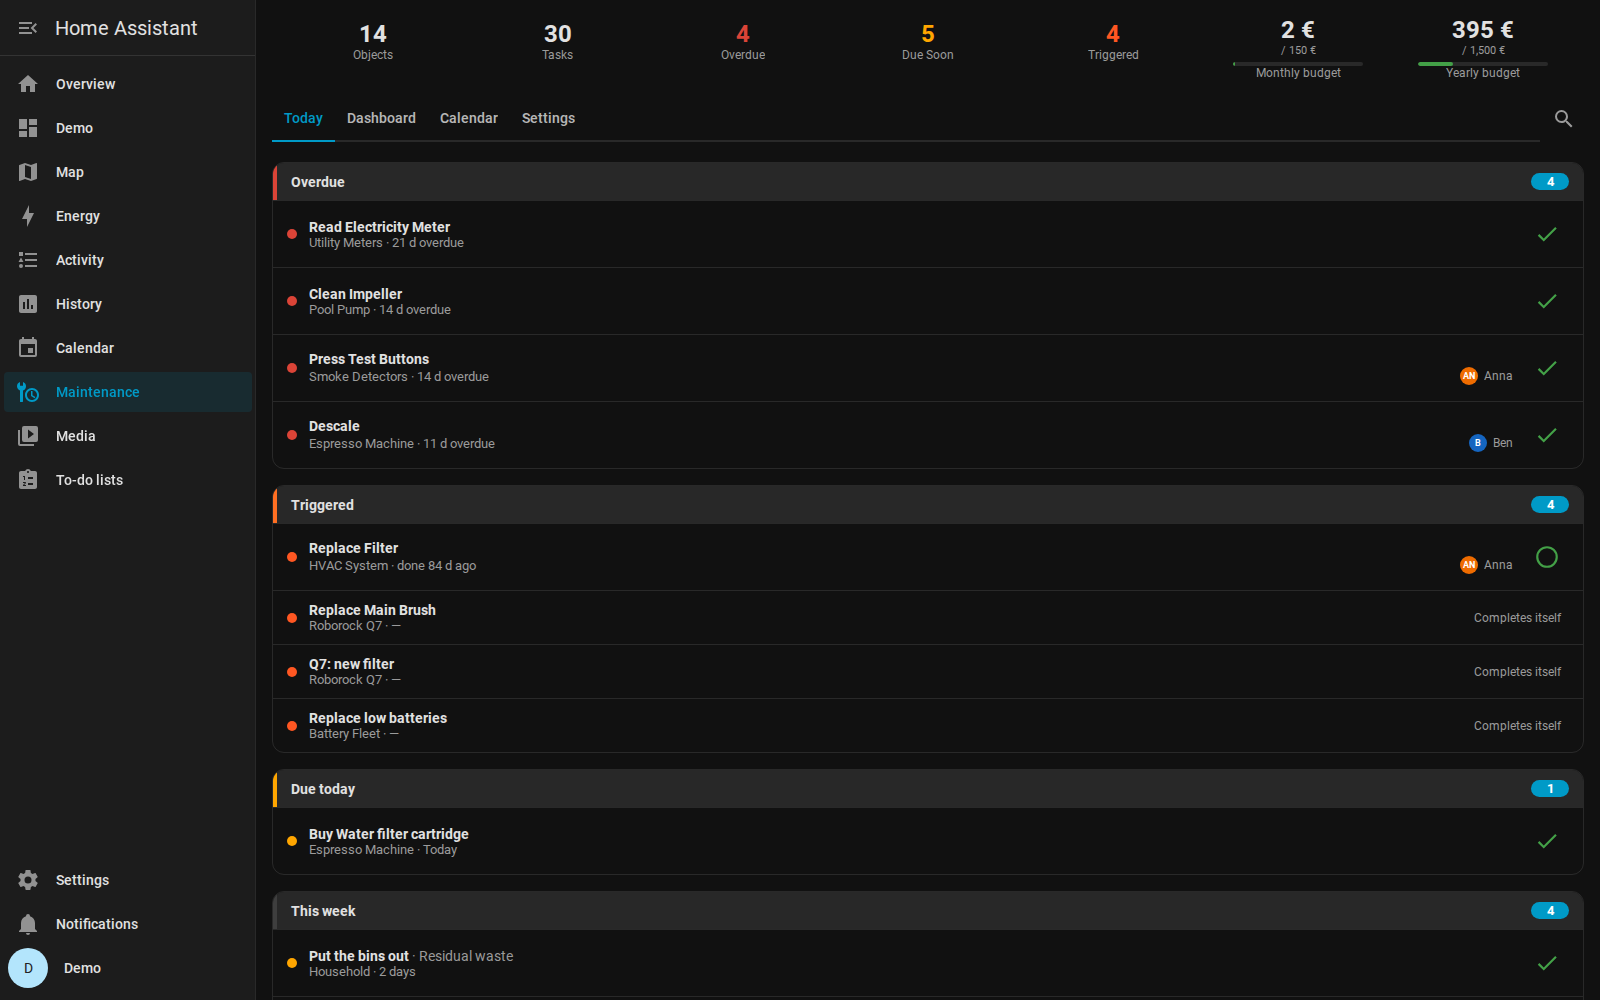 Home Assistant
Overview
Demo
Map
Energy
Activity
History
Calendar
Maintenance
Media
To-do lists
Settings
Notifications
D Demo
14
Objects
30
Tasks
4
Overdue
5
Due Soon
4
Triggered
2 €
/ 150 €
Monthly budget
395 €
/ 1,500 €
Yearly budget
Today Dashboard Calendar Settings
Overdue 4
Read Electricity Meter
Utility Meters · 21 d overdue
Clean Impeller
Pool Pump · 14 d overdue
Press Test Buttons
Smoke Detectors · 14 d overdue
AN Anna
Descale
Espresso Machine · 11 d overdue
B Ben
Triggered 4
Replace Filter
HVAC System · done 84 d ago
AN Anna
Replace Main Brush
Roborock Q7 · —
Completes itself
Q7: new filter
Roborock Q7 · —
Completes itself
Replace low batteries
Battery Fleet · —
Completes itself
Due today 1
Buy Water filter cartridge
Espresso Machine · Today
This week 4
Put the bins out · Residual waste
Household · 2 days